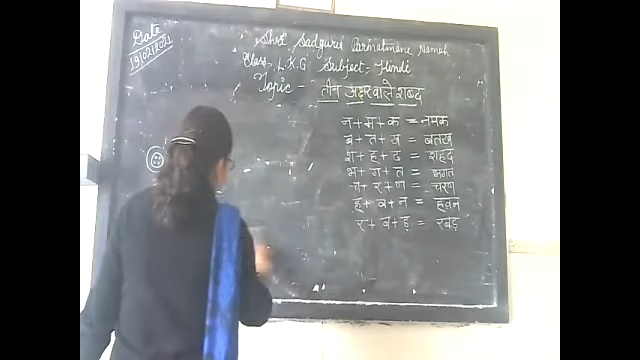 Date
19/02/2021
Shree Sadguru Parmatmane Namah
Class - L.K.G Subject - Hindi
Topic - तीन अक्षर वाले शब्द
न + म + क = नमक
ब + त + ख = बतख
श + ह + द = शहद
भ + ग + त = भगत
च + र + ण = चरण
ह + व + न = हवन
र + ब + ड़ = रबड़